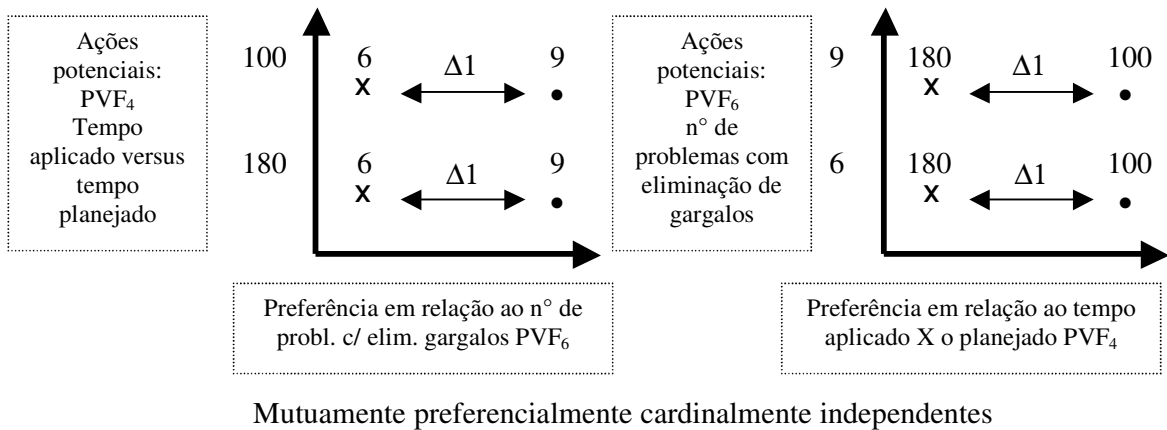 Ações
potenciais:
PVF₄
Tempo
aplicado versus
tempo
planejado
100
6
x
Δ1
9
180
6
x
Δ1
9
Preferência em relação ao n° de
probl. c/ elim. gargalos PVF₆
Ações
potenciais:
PVF₆
n° de
problemas com
eliminação de
gargalos
9
180
x
Δ1
100
6
180
x
Δ1
100
Preferência em relação ao tempo
aplicado X o planejado PVF₄
Mutuamente preferencialmente cardinalmente independentes